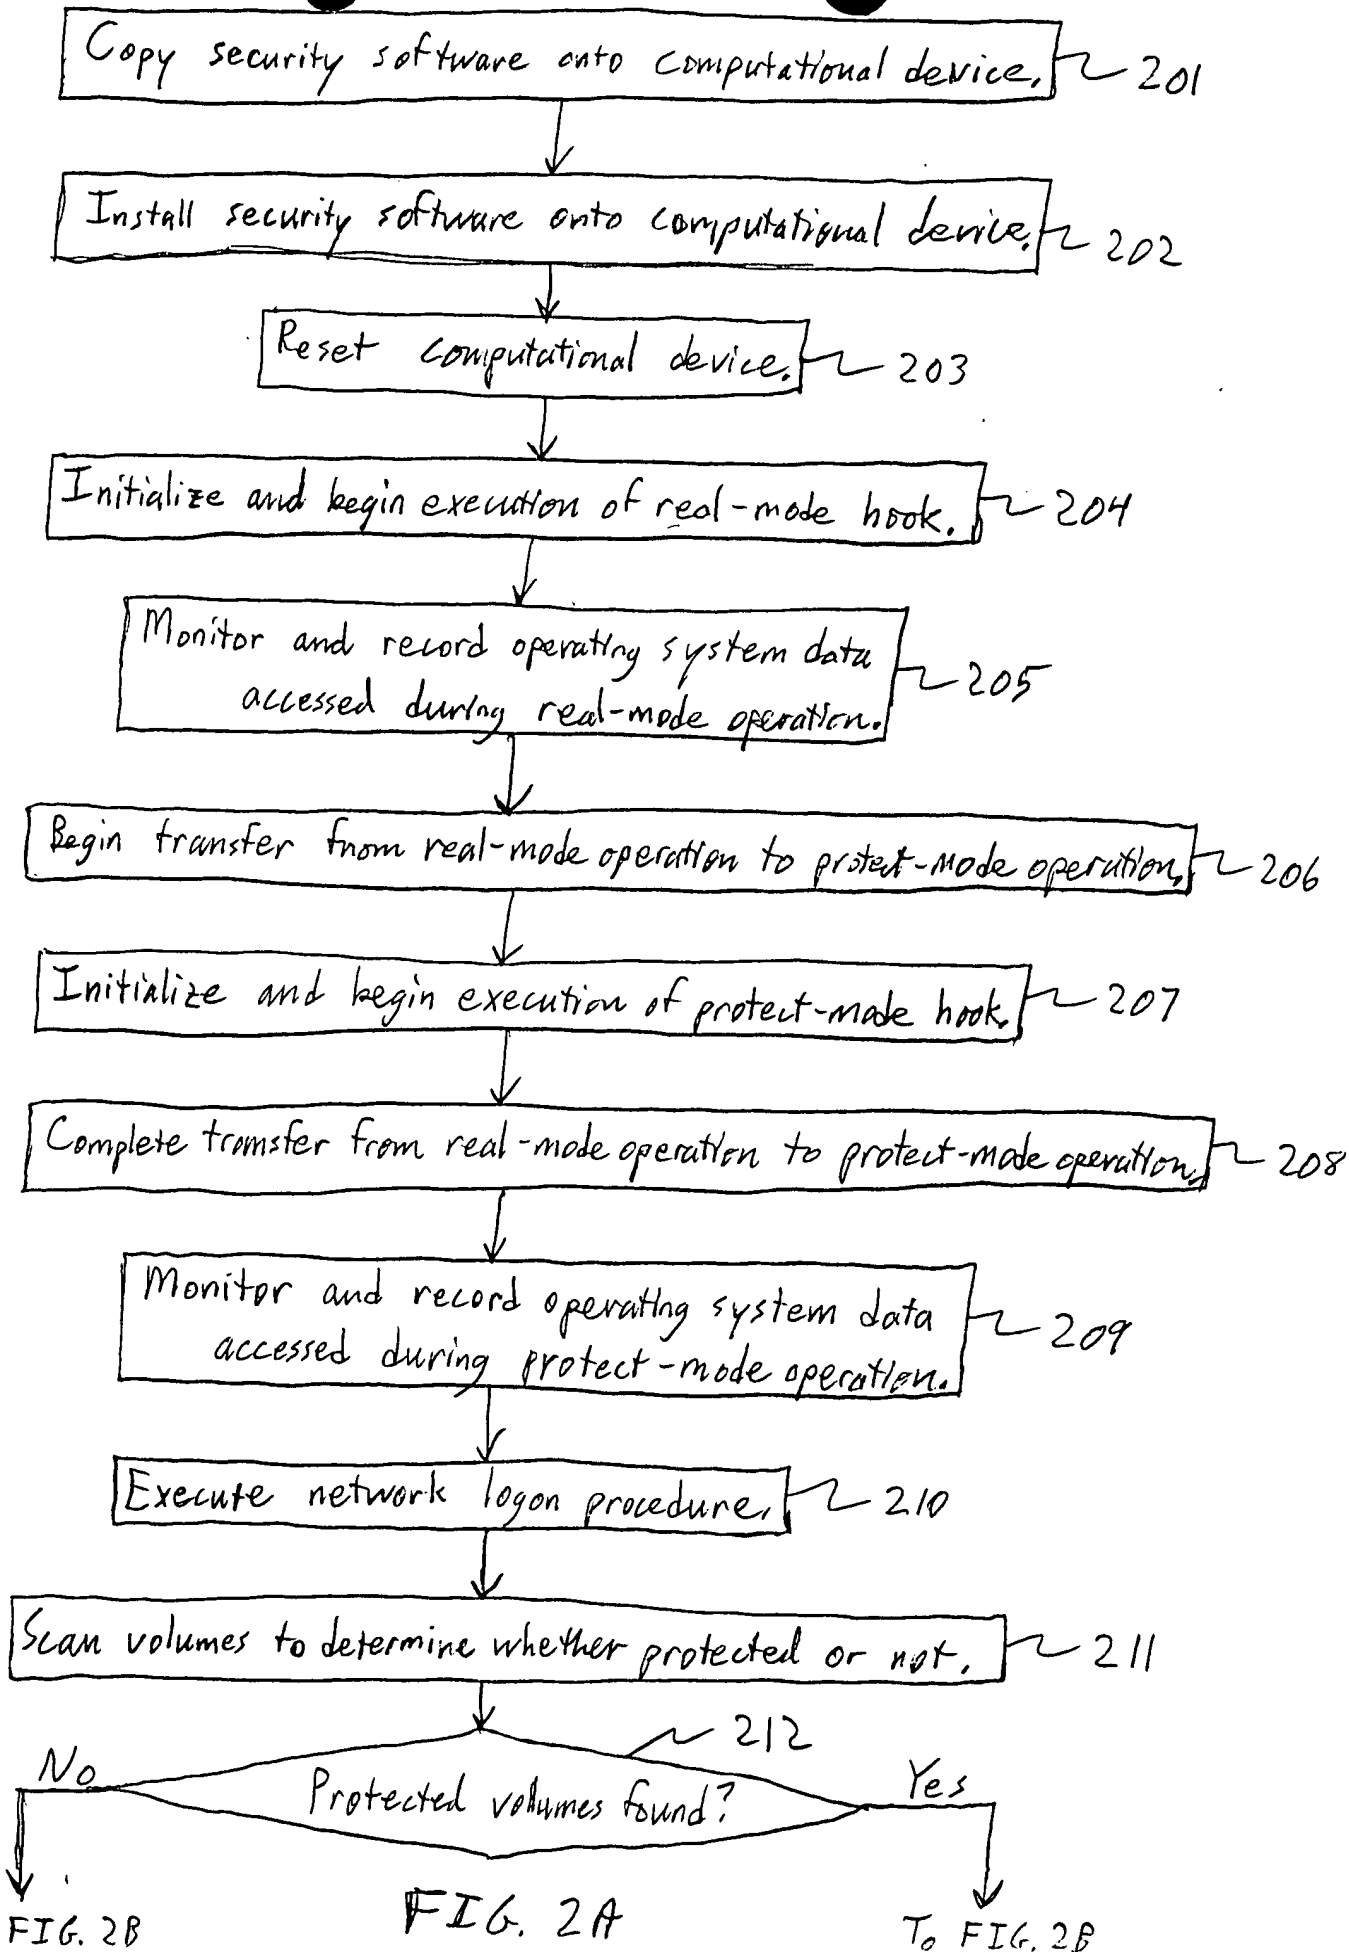 Copy security software onto computational device. 201
Install security software onto computational device. 202
Reset computational device. 203
Initialize and begin execution of real-mode hook. 204
Monitor and record operating system data
accessed during real-mode operation. 205
Begin transfer from real-mode operation to protect-mode operation. 206
Initialize and begin execution of protect-mode hook. 207
Complete transfer from real-mode operation to protect-mode operation. 208
Monitor and record operating system data
accessed during protect-mode operation. 209
Execute network logon procedure. 210
Scan volumes to determine whether protected or not. 211
212
No
Protected volumes found?
Yes
FIG. 2B
FIG. 2A
To FIG. 2B